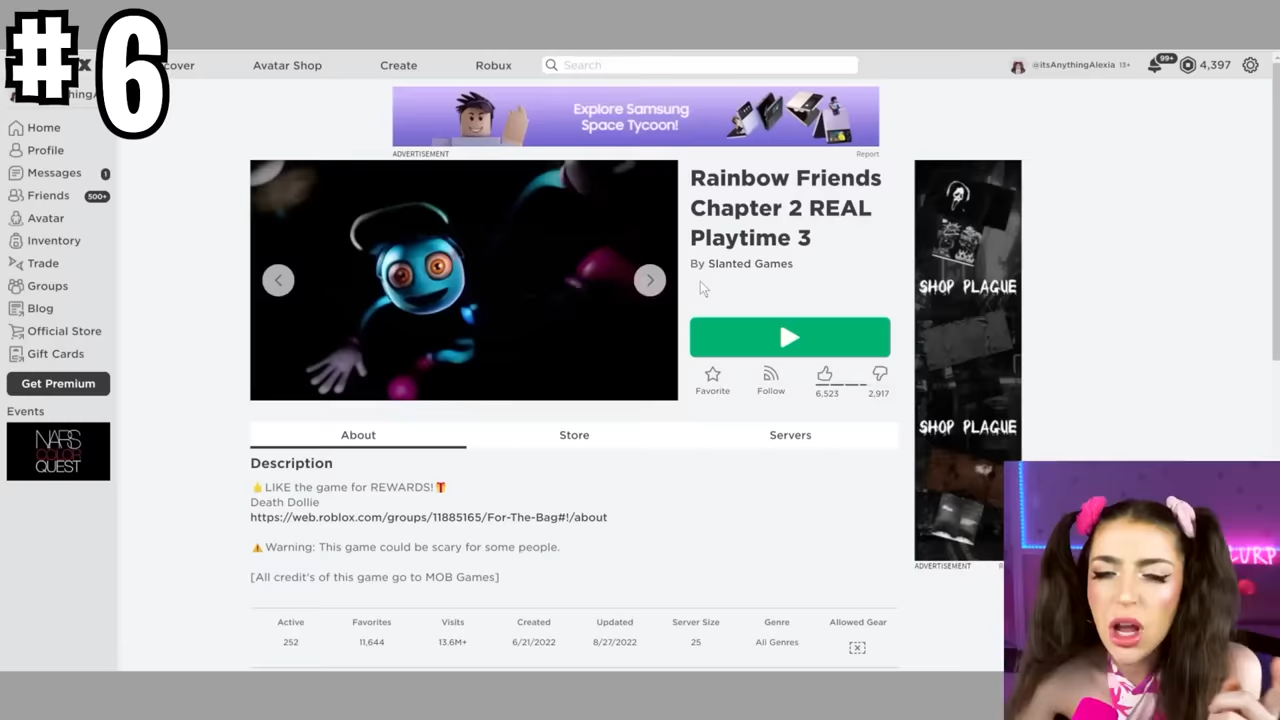 #6
x
cover
Avatar Shop
Create
Robux
Search
@itsAnythingAlexia 13+
99+
4,397
Explore Samsung
Space Tycoon!
ADVERTISEMENT
Report
Home
Profile
Messages 1
Friends 500+
Avatar
Inventory
Trade
Groups
Blog
Official Store
Gift Cards
Get Premium
Events
NARS
COLOR
QUEST
Rainbow Friends
Chapter 2 REAL
Playtime 3
By Slanted Games
Favorite
Follow
6,523
2,917
SHOP PLAGUE
SHOP PLAGUE
ADVERTISEMENT
About
Store
Servers
Description
👍LIKE the game for REWARDS!🎁
Death Dollie
https://web.roblox.com/groups/11885165/For-The-Bag#!/about
⚠️Warning: This game could be scary for some people.
[All credit's of this game go to MOB Games]
Active
Favorites
Visits
Created
Updated
Server Size
Genre
Allowed Gear
252
11,644
13.6M+
6/21/2022
8/27/2022
25
All Genres
LURP